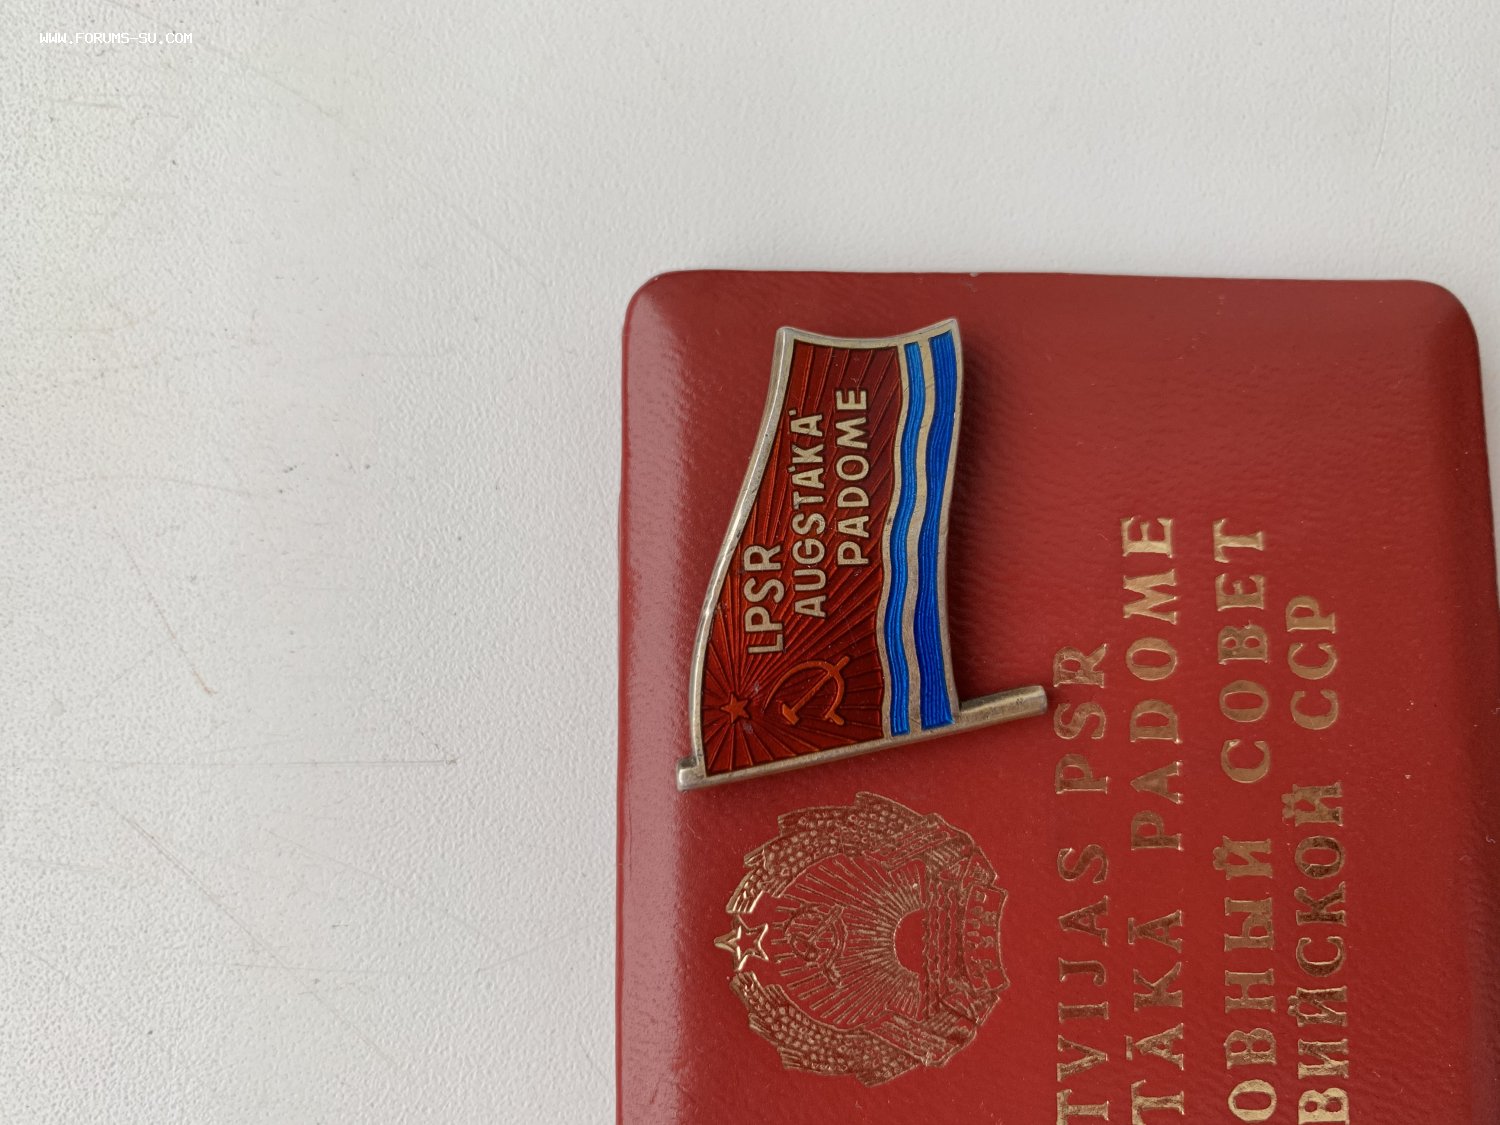 WWW.FORUMS-SU.COM
LPSR
AUGSTĀKĀ
PADOME
TVIJAS PSR
TĀKĀ PADOME
ОВНЫЙ СОВЕТ
ВИЙСКОЙ ССР